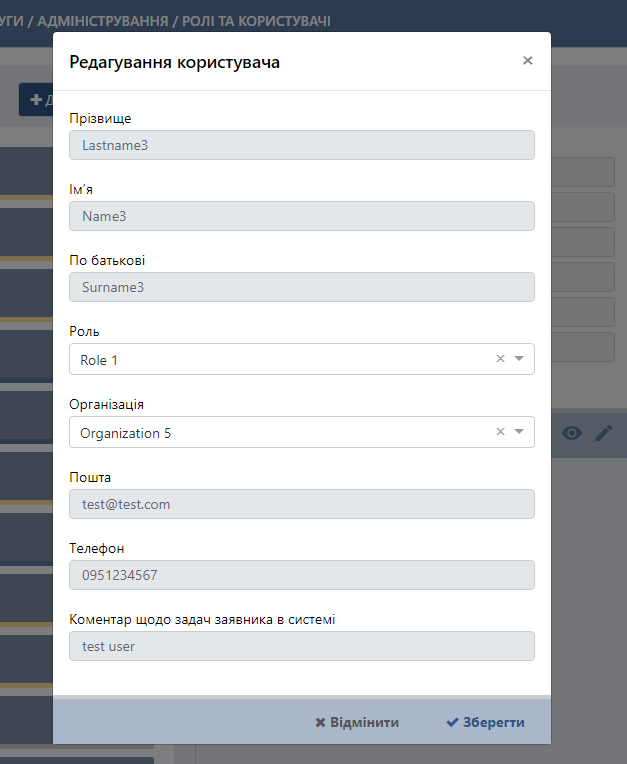 УГИ / АДМІНІСТРУВАННЯ / РОЛІ ТА КОРИСТУВАЧІ
Редагування користувача
Прізвище
Lastname3
Ім'я
Name3
По батькові
Surname3
Роль
Role 1
Організація
Organization 5
Пошта
test@test.com
Телефон
0951234567
Коментар щодо задач заявника в системі
test user
Відмінити
Зберегти